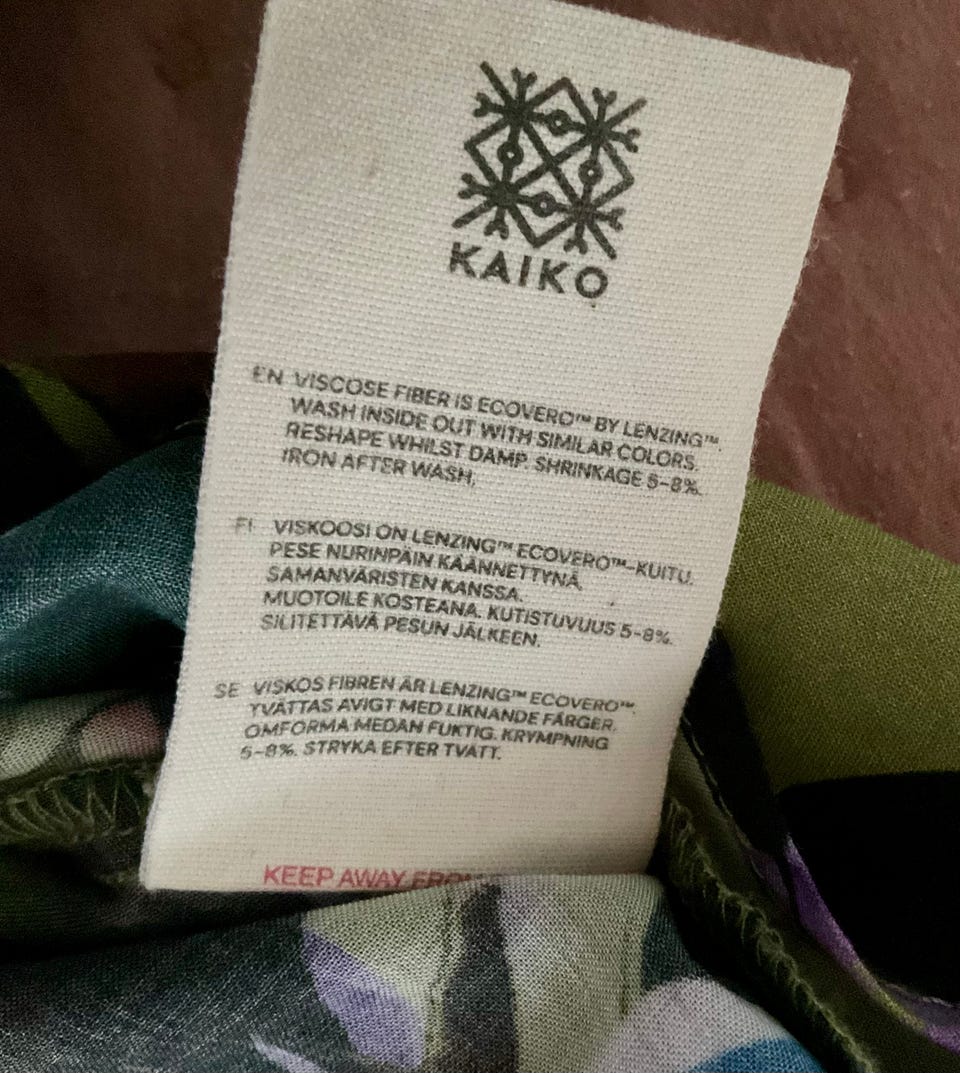 KAIKO
EN VISCOSE FIBER IS ECOVERO™ BY LENZING™.
WASH INSIDE OUT WITH SIMILAR COLORS.
RESHAPE WHILST DAMP. SHRINKAGE 5-8%.
IRON AFTER WASH.
FI VISKOOSI ON LENZING™ ECOVERO™-KUITU.
PESE NURINPÄIN KÄÄNNETTYNÄ,
SAMANVÄRISTEN KANSSA.
MUOTOILE KOSTEANA. KUTISTUVUUS 5-8%.
SILITETTÄVÄ PESUN JÄLKEEN.
SE VISKOS FIBREN ÄR LENZING™ ECOVERO™.
TVÄTTAS AVIGT MED LIKNANDE FÄRGER.
OMFORMA MEDAN FUKTIG. KRYMPNING
5-8%. STRYKA EFTER TVÄTT.
KEEP AWAY FROM